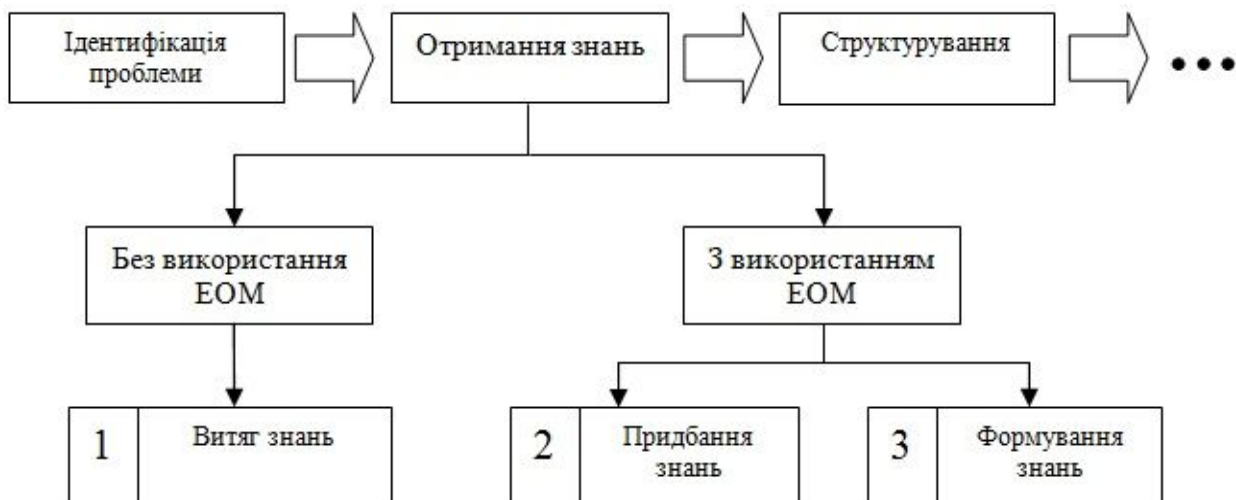 Ідентифікація
проблеми
Отримання знань
Структурування
•••
Без використання
ЕОМ
З використанням
ЕОМ
1
Витяг знань
2
Придбання
знань
3
Формування
знань